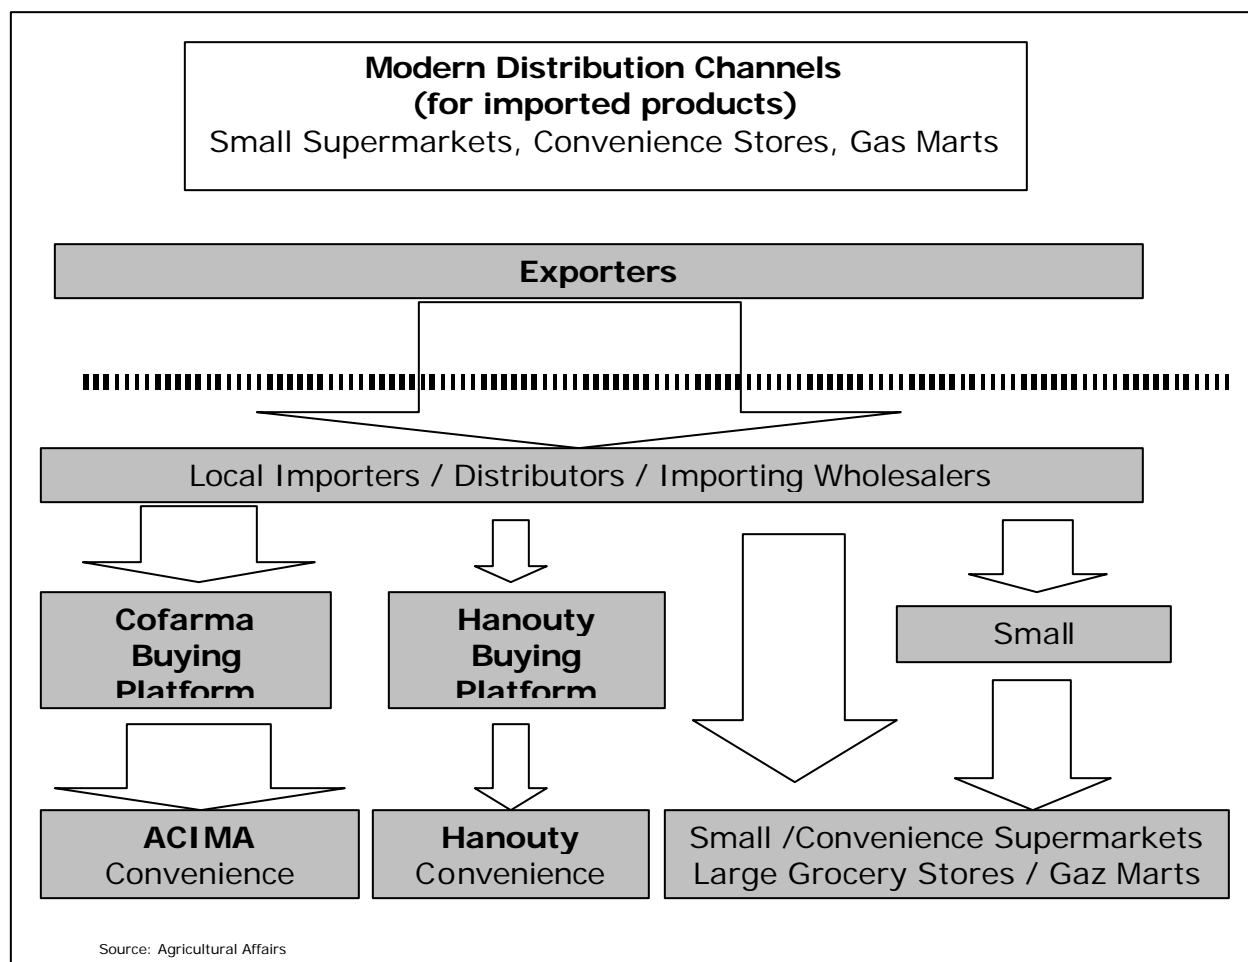 Modern Distribution Channels
(for imported products)
Small Supermarkets, Convenience Stores, Gas Marts
Exporters
Local Importers / Distributors / Importing Wholesalers
Cofarma
Buying
Platform
Hanouty
Buying
Platform
Small
ACIMA
Convenience
Hanouty
Convenience
Small /Convenience Supermarkets
Large Grocery Stores / Gaz Marts
Source: Agricultural Affairs